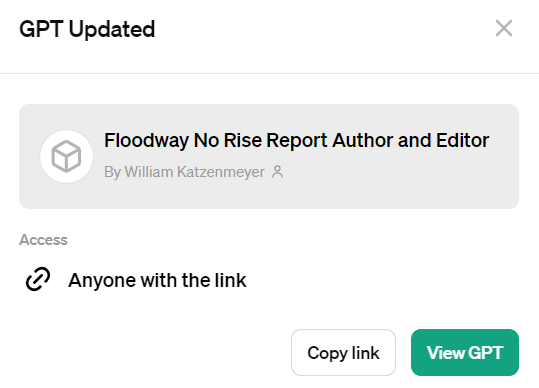 GPT Updated
Floodway No Rise Report Author and Editor
By William Katzenmeyer
Access
Anyone with the link
Copy link
View GPT